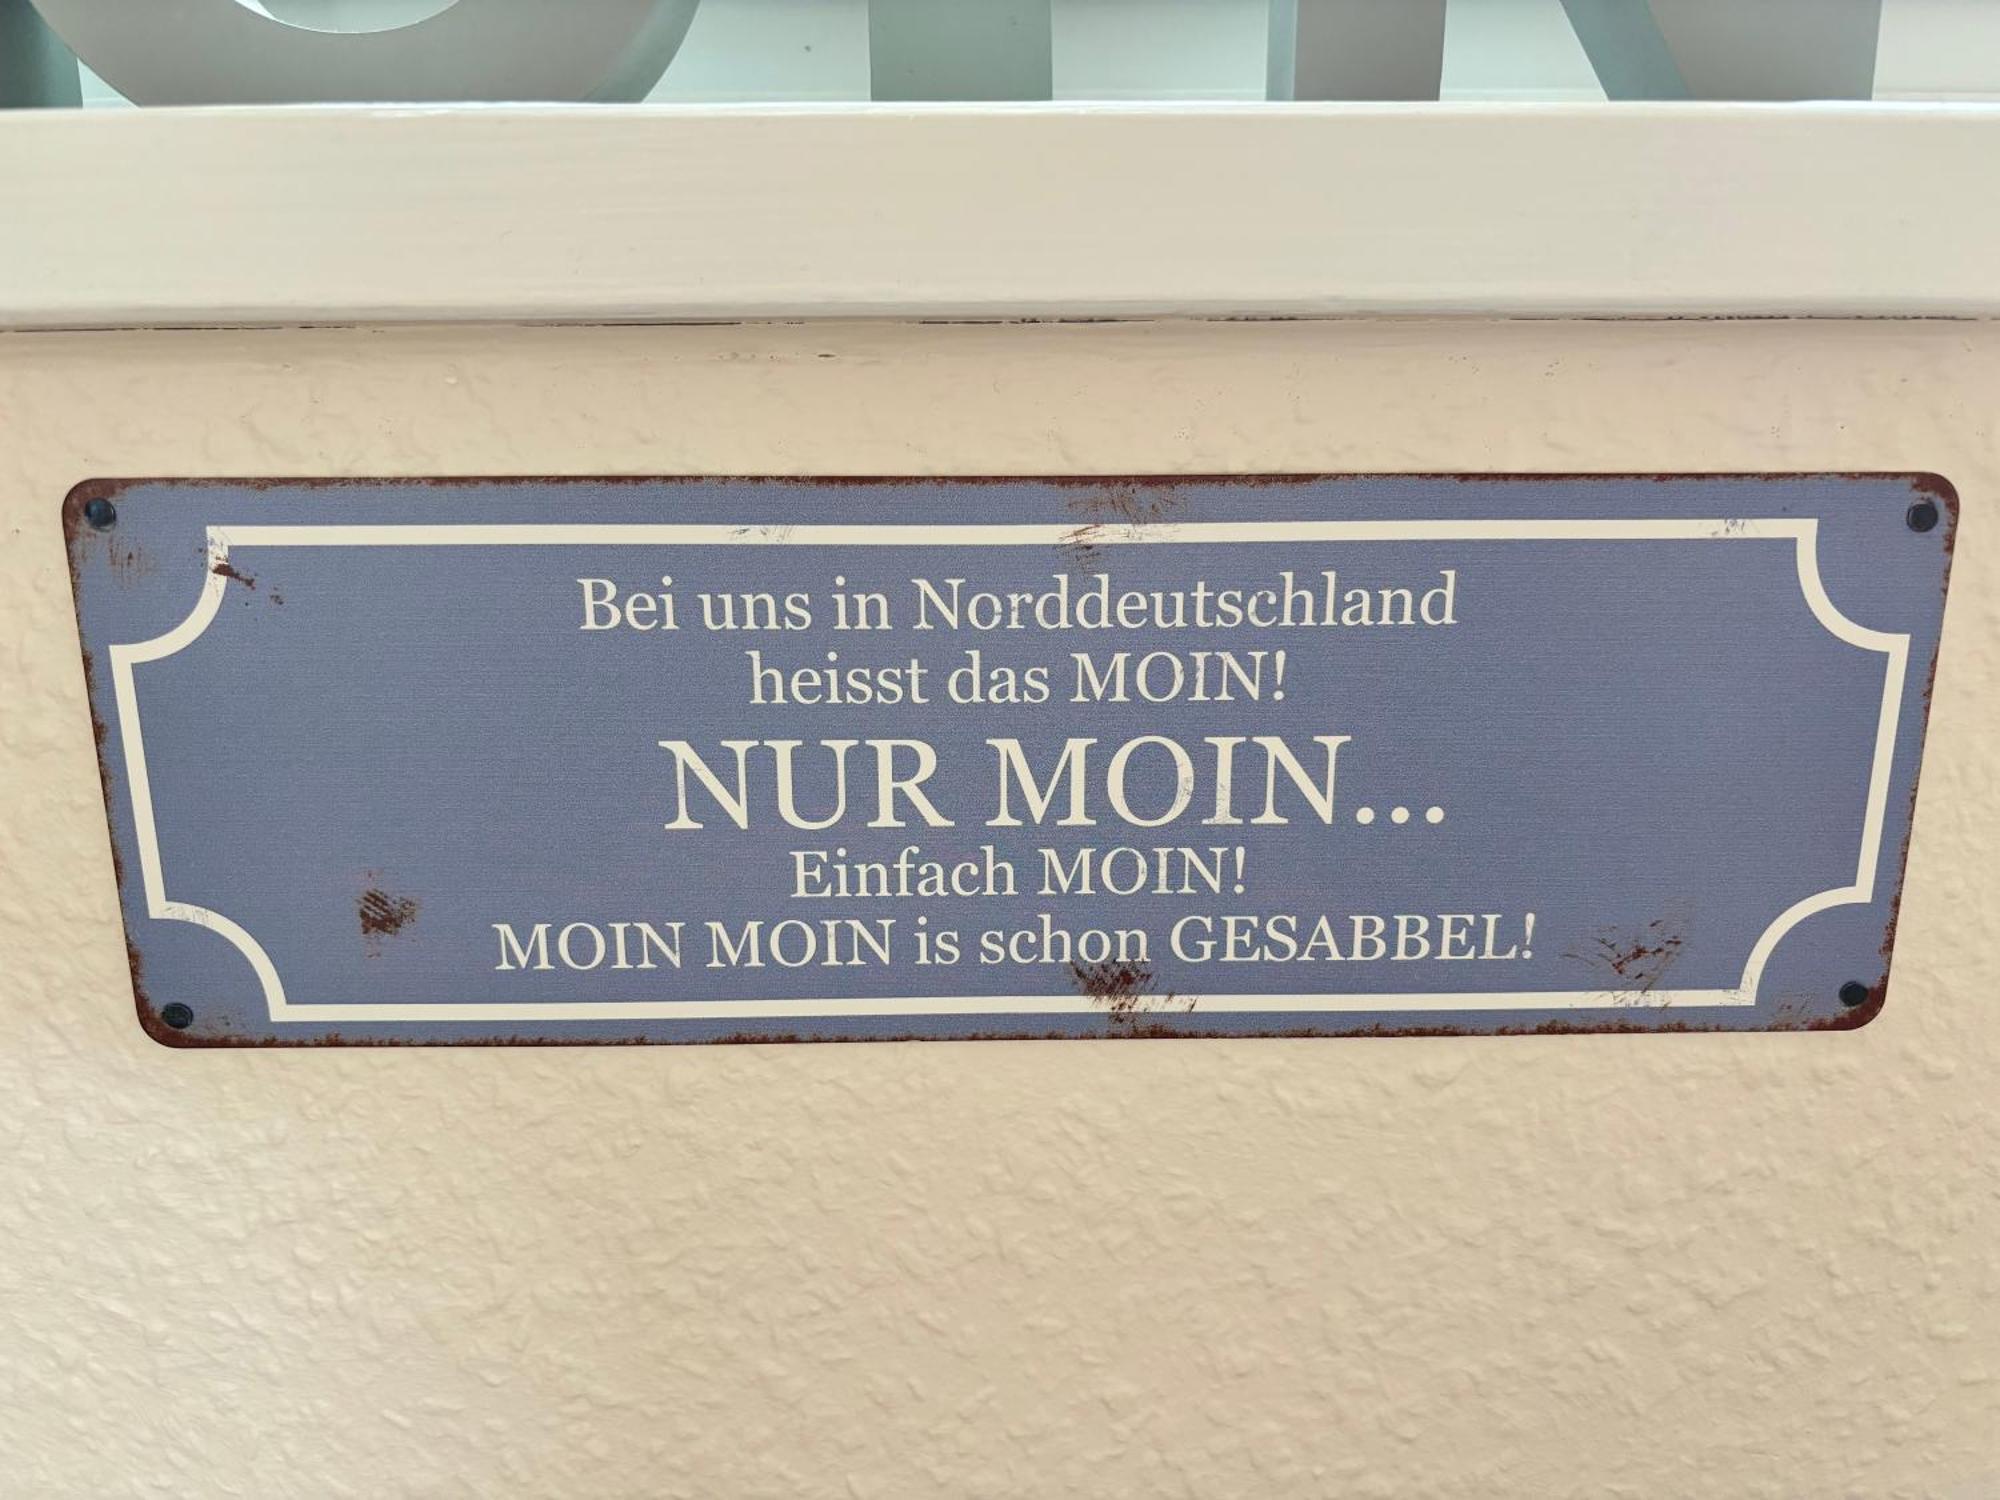 Bei uns in Norddeutschland
heisst das MOIN!
NUR MOIN...
Einfach MOIN!
MOIN MOIN is schon GESABBEL!